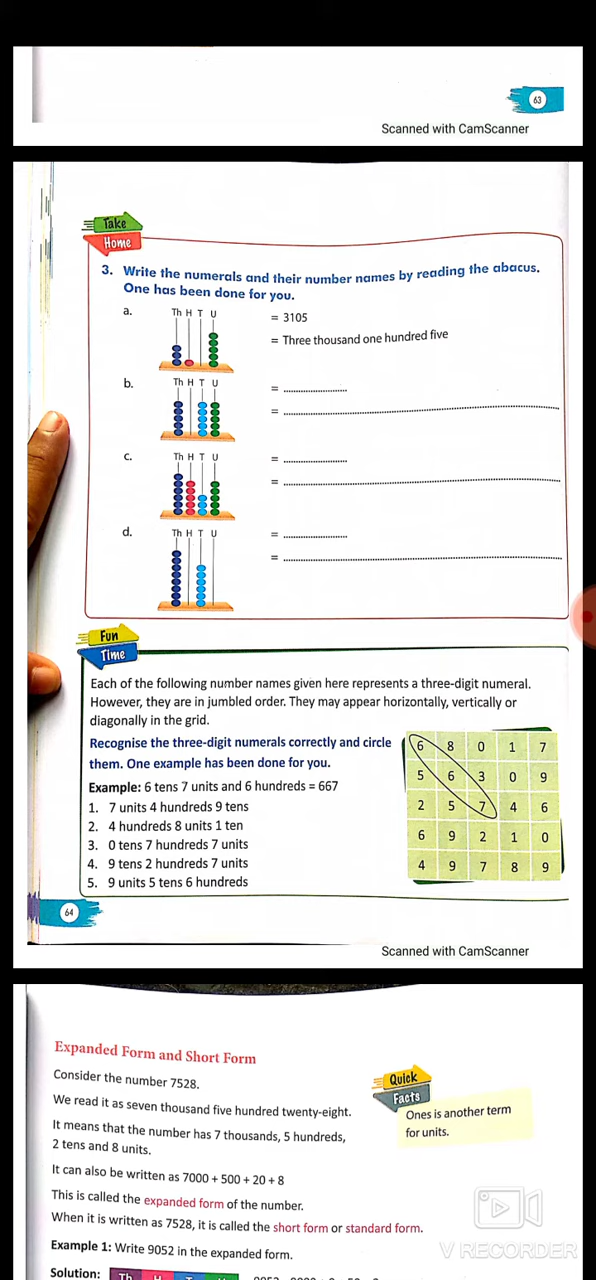 63
Scanned with CamScanner
Take
Home
3. Write the numerals and their number names by reading the abacus.
One has been done for you.
a. Th H T U = 3105
= Three thousand one hundred five
b. Th H T U = ....................
= ....................
c. Th H T U = ....................
= ....................
d. Th H T U = ....................
= ....................
Fun
Time
Each of the following number names given here represents a three-digit numeral.
However, they are in jumbled order. They may appear horizontally, vertically or
diagonally in the grid.
Recognise the three-digit numerals correctly and circle
them. One example has been done for you.
Example: 6 tens 7 units and 6 hundreds = 667
1. 7 units 4 hundreds 9 tens
2. 4 hundreds 8 units 1 ten
3. 0 tens 7 hundreds 7 units
4. 9 tens 2 hundreds 7 units
5. 9 units 5 tens 6 hundreds
6 8 0 1 7
5 6 3 0 9
2 5 7 4 6
6 9 2 1 0
4 9 7 8 9
64
Scanned with CamScanner
Expanded Form and Short Form
Consider the number 7528.
We read it as seven thousand five hundred twenty-eight.
It means that the number has 7 thousands, 5 hundreds,
2 tens and 8 units.
It can also be written as 7000 + 500 + 20 + 8
This is called the expanded form of the number.
When it is written as 7528, it is called the short form or standard form.
Quick
Facts
Ones is another term
for units.
Example 1: Write 9052 in the expanded form.
Solution: Th H T
V RECORDER